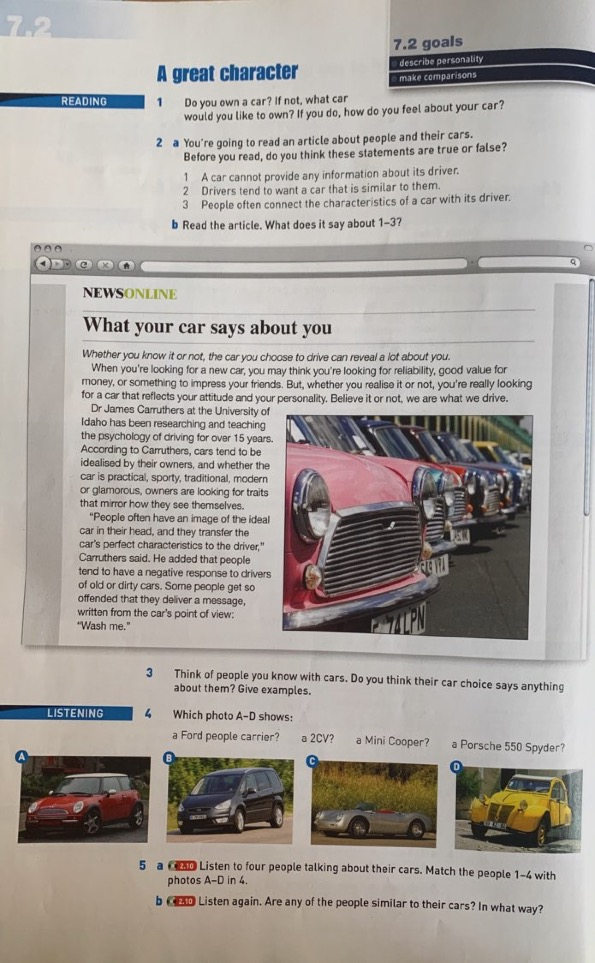 7.2
7.2 goals
describe personality
make comparisons
A great character
READING
1 Do you own a car? If not, what car
would you like to own? If you do, how do you feel about your car?
2 a You're going to read an article about people and their cars.
Before you read, do you think these statements are true or false?
1 A car cannot provide any information about its driver.
2 Drivers tend to want a car that is similar to them.
3 People often connect the characteristics of a car with its driver.
b Read the article. What does it say about 1–3?
NEWSONLINE
What your car says about you
Whether you know it or not, the car you choose to drive can reveal a lot about you.
When you're looking for a new car, you may think you're looking for reliability, good value for
money, or something to impress your friends. But, whether you realise it or not, you're really looking
for a car that reflects your attitude and your personality. Believe it or not, we are what we drive.
Dr James Carruthers at the University of
Idaho has been researching and teaching
the psychology of driving for over 15 years.
According to Carruthers, cars tend to be
idealised by their owners, and whether the
car is practical, sporty, traditional, modern
or glamorous, owners are looking for traits
that mirror how they see themselves.
"People often have an image of the ideal
car in their head, and they transfer the
car's perfect characteristics to the driver,"
Carruthers said. He added that people
tend to have a negative response to drivers
of old or dirty cars. Some people get so
offended that they deliver a message,
written from the car's point of view:
"Wash me."
3 Think of people you know with cars. Do you think their car choice says anything
about them? Give examples.
LISTENING
4 Which photo A–D shows:
a Ford people carrier? a 2CV? a Mini Cooper? a Porsche 550 Spyder?
A
B
C
D
5 a 2.10 Listen to four people talking about their cars. Match the people 1–4 with
photos A–D in 4.
b 2.10 Listen again. Are any of the people similar to their cars? In what way?